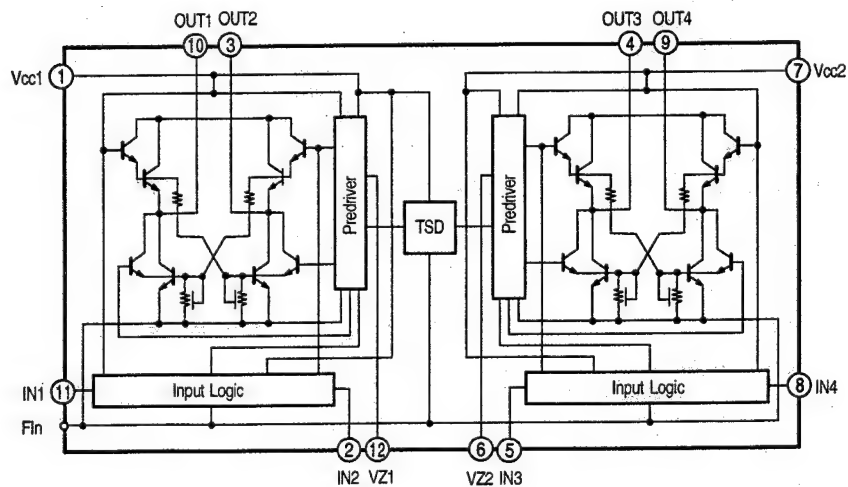 OUT1 OUT2 OUT3 OUT4
10 3 4 9
Vcc1 1 7 Vcc2
Predriver TSD Predriver
IN1 11 Input Logic Input Logic 8 IN4
FIn
2 12 6 5
IN2 VZ1 VZ2 IN3